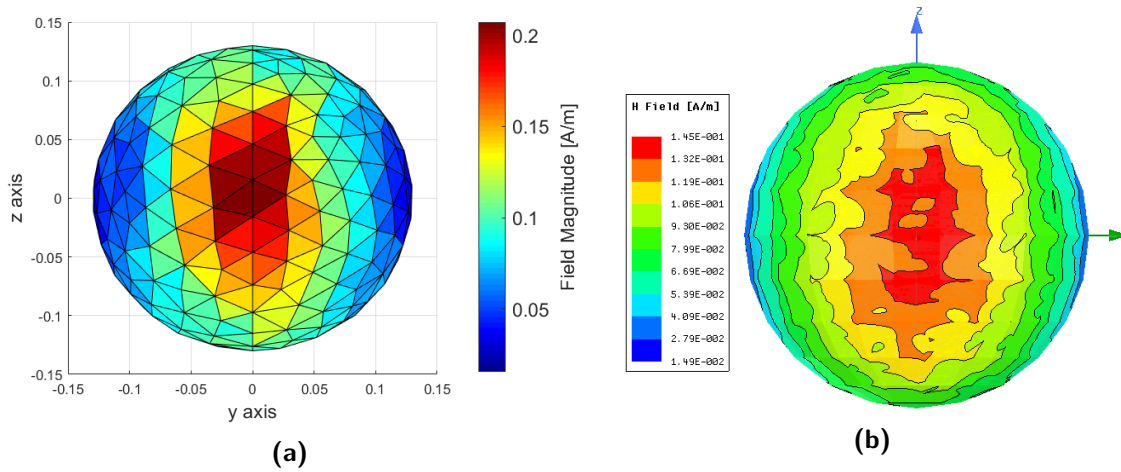 0.15
0.1
0.05
0
-0.05
-0.1
-0.15
-0.15
-0.1
-0.05
0
0.05
0.1
0.15
z axis
y axis
0.2
0.15
0.1
0.05
Field Magnitude [A/m]
(a)
z
H Field [A/m]
1.45E-001
1.32E-001
1.19E-001
1.06E-001
9.30E-002
7.99E-002
6.69E-002
5.39E-002
4.09E-002
2.79E-002
1.49E-002
(b)